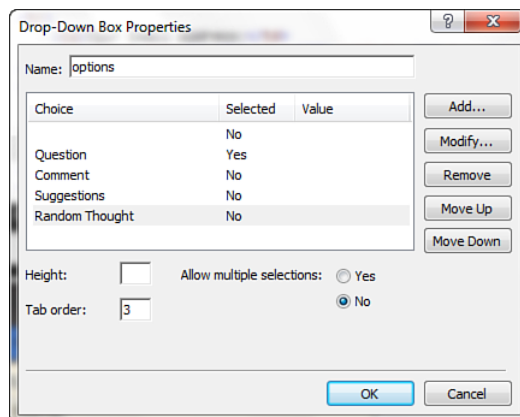 Drop-Down Box Properties
Name: options
Choice Selected Value
No
Question Yes
Comment No
Suggestions No
Random Thought No
Add...
Modify...
Remove
Move Up
Move Down
Height: Allow multiple selections: Yes
No
Tab order: 3
OK Cancel